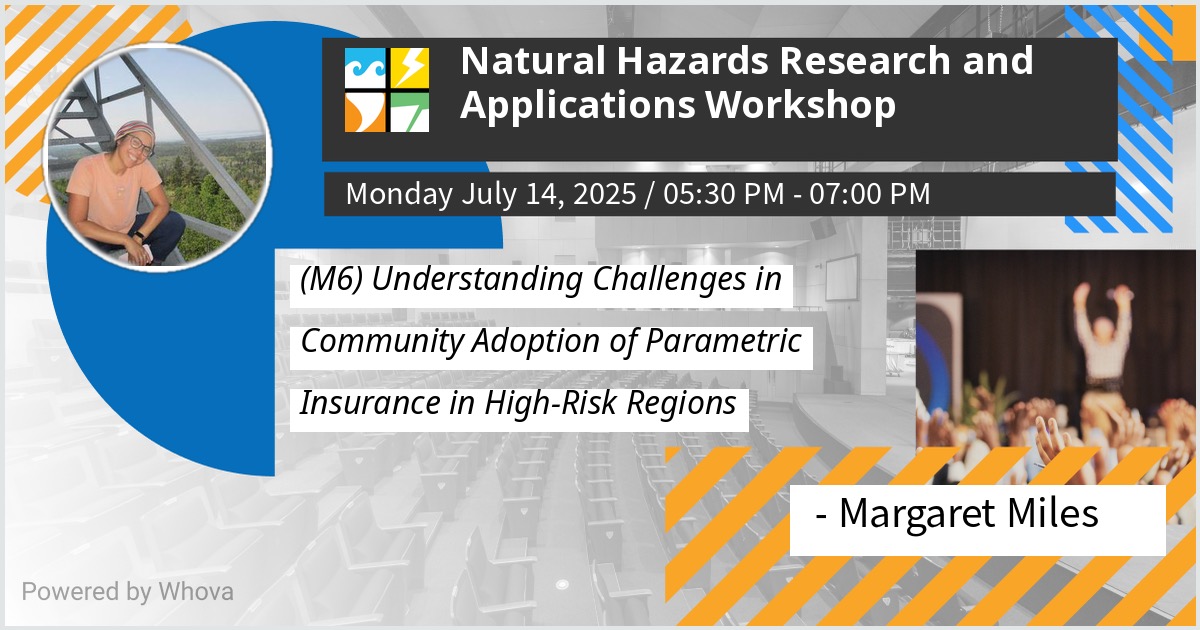 Natural Hazards Research and
Applications Workshop
Monday July 14, 2025 / 05:30 PM - 07:00 PM
(M6) Understanding Challenges in
Community Adoption of Parametric
Insurance in High-Risk Regions
- Margaret Miles
Powered by Whova